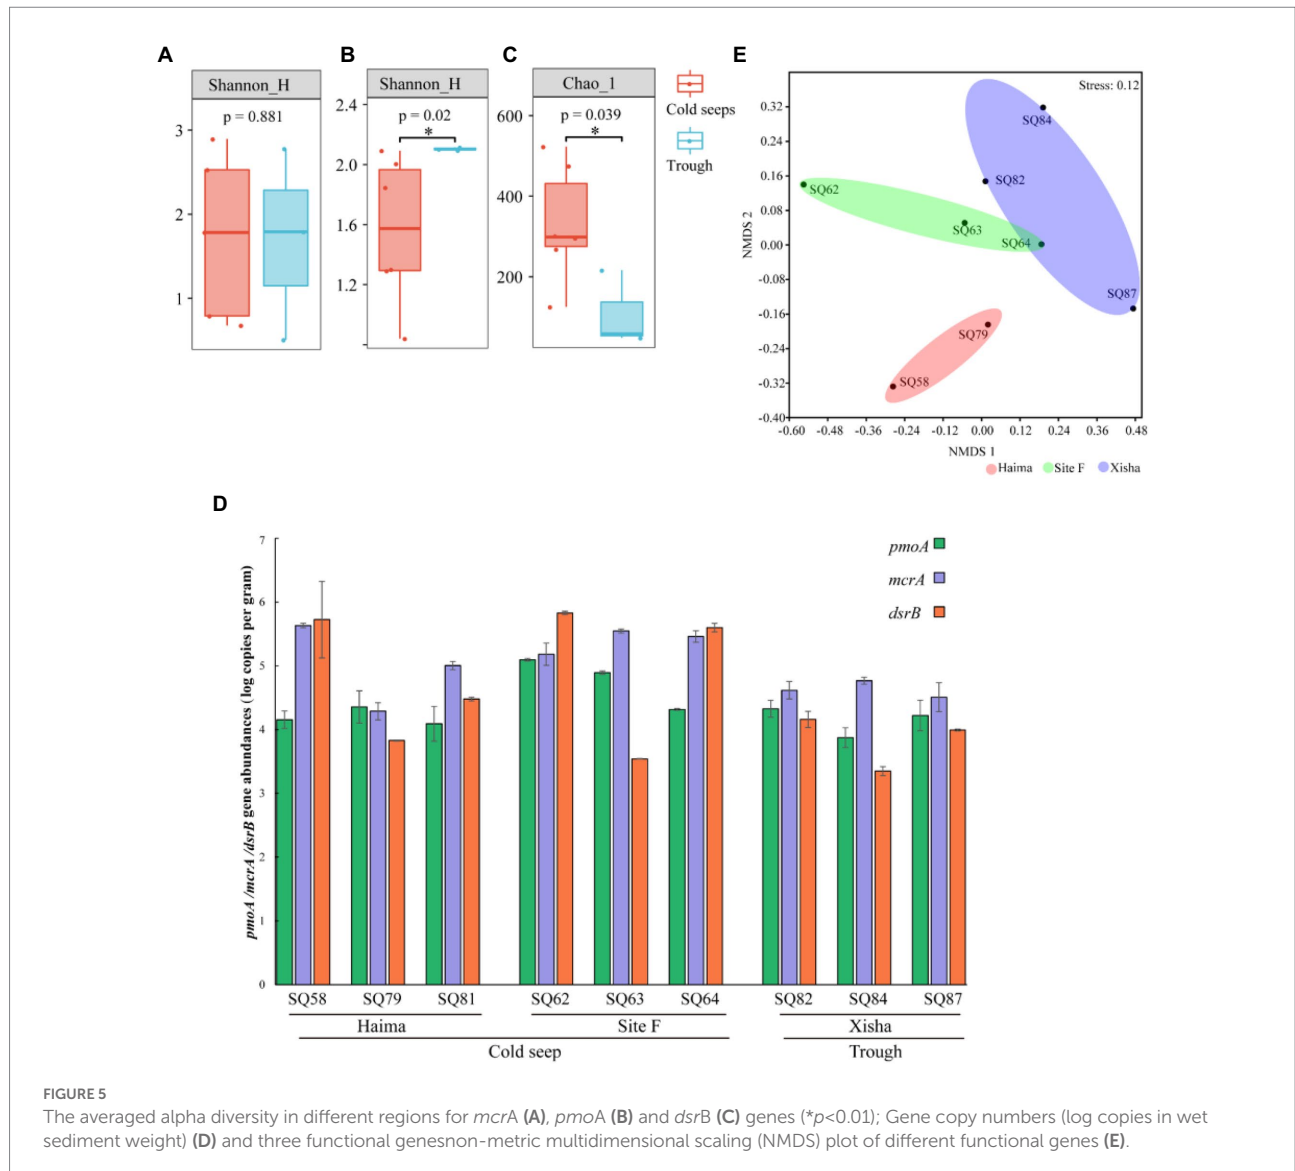 A
Shannon_H
p = 0.881
3
2
1
B
Shannon_H
2.4
p = 0.02
*
2.0
1.6
1.2
C
Chao_1
600
p = 0.039
*
400
200
Cold seeps
Trough
E
Stress: 0.12
NMDS 2
0.32
0.24
0.16
0.08
0.00
-0.08
-0.16
-0.24
-0.32
-0.40
SQ84
SQ82
SQ62
SQ63
SQ64
SQ87
SQ79
SQ58
-0.60 -0.48 -0.36 -0.24 -0.12 0.00 0.12 0.24 0.36 0.48
NMDS 1
Haima Site F Xisha
D
pmoA/mcrA/dsrB gene abundances (log copies per gram)
7
6
5
4
3
2
1
0
pmoA
mcrA
dsrB
SQ58 SQ79 SQ81 SQ62 SQ63 SQ64 SQ82 SQ84 SQ87
Haima Site F Xisha
Cold seep Trough
FIGURE 5
The averaged alpha diversity in different regions for mcrA (A), pmoA (B) and dsrB (C) genes (*p<0.01); Gene copy numbers (log copies in wet
sediment weight) (D) and three functional genesnon-metric multidimensional scaling (NMDS) plot of different functional genes (E).